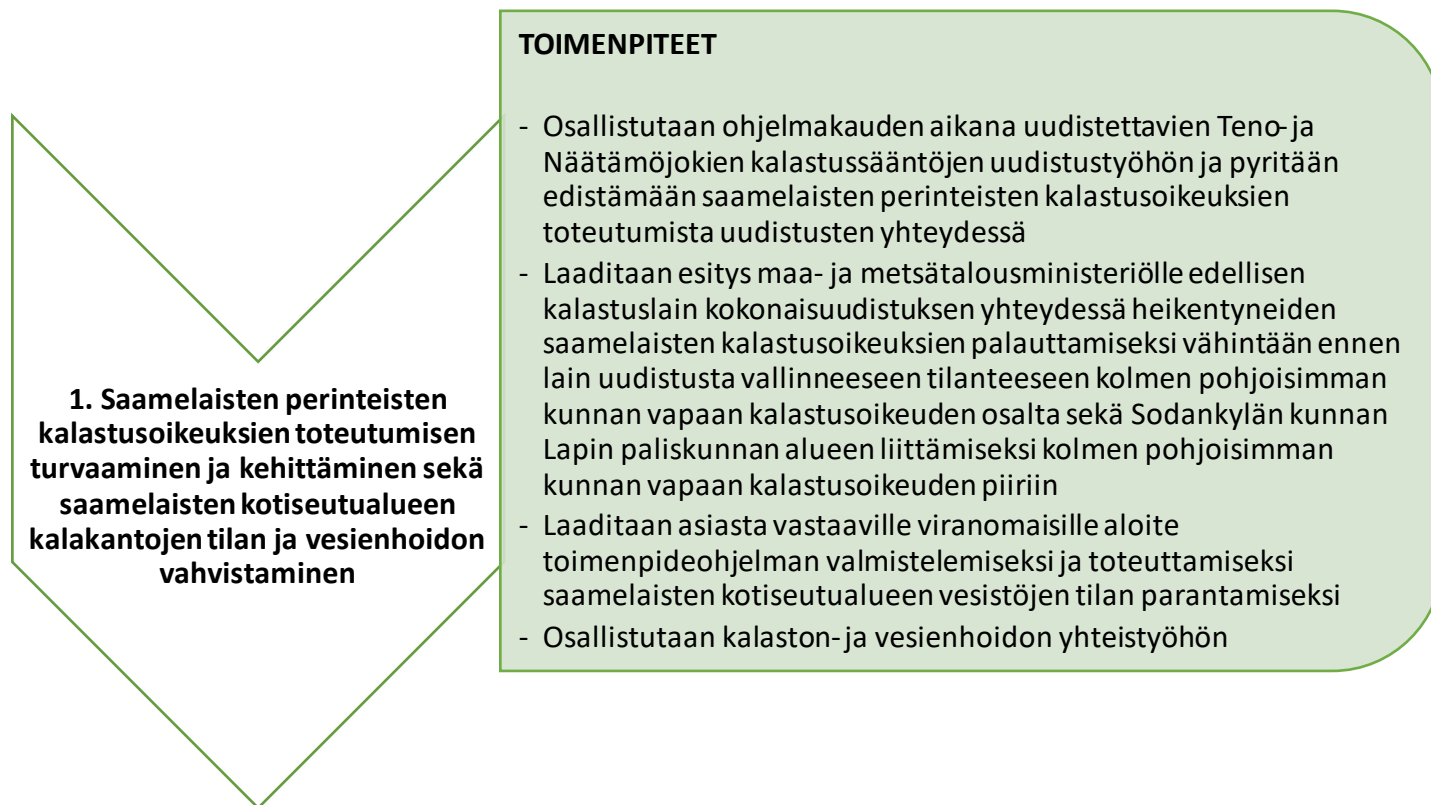 1. Saamelaisten perinteisten
kalastusoikeuksien toteutumisen
turvaaminen ja kehittäminen sekä
saamelaisten kotiseutualueen
kalakantojen tilan ja vesienhoidon
vahvistaminen
TOIMENPITEET
- Osallistutaan ohjelmakauden aikana uudistettavien Teno- ja
Näätämöjokien kalastussääntöjen uudistustyöhön ja pyritään
edistämään saamelaisten perinteisten kalastusoikeuksien
toteutumista uudistusten yhteydessä
- Laaditaan esitys maa- ja metsätalousministeriölle edellisen
kalastuslain kokonaisuudistuksen yhteydessä heikentyneiden
saamelaisten kalastusoikeuksien palauttamiseksi vähintään ennen
lain uudistusta vallinneeseen tilanteeseen kolmen pohjoisimman
kunnan vapaan kalastusoikeuden osalta sekä Sodankylän kunnan
Lapin paliskunnan alueen liittämiseksi kolmen pohjoisimman
kunnan vapaan kalastusoikeuden piiriin
- Laaditaan asiasta vastaaville viranomaisille aloite
toimenpideohjelman valmistelemiseksi ja toteuttamiseksi
saamelaisten kotiseutualueen vesistöjen tilan parantamiseksi
- Osallistutaan kalaston- ja vesienhoidon yhteistyöhön